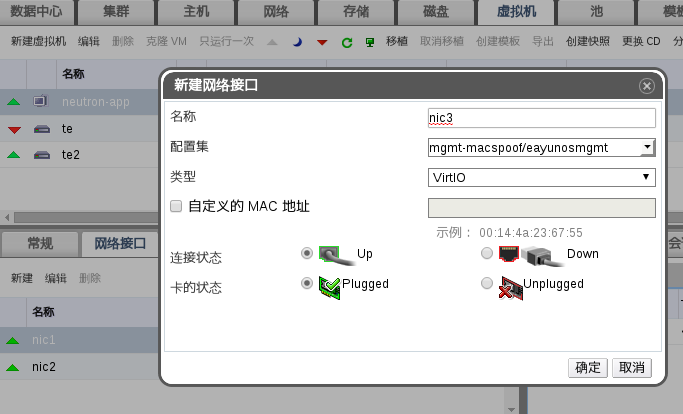 数据中心 集群 主机 网络 存储 磁盘 虚拟机 池 模板
新建虚拟机 编辑 删除 克隆 VM 只运行一次 移植 取消移植 创建模板 导出 创建快照 更换 CD
名称
neutron-app
te
te2
新建网络接口
名称 nic3
配置集 mgmt-macspoof/eayunosmgmt
类型 VirtIO
自定义的 MAC 地址
示例： 00:14:4a:23:67:55
连接状态 Up Down
卡的状态 Plugged Unplugged
确定 取消
常规 网络接口
新建 编辑 删除
名称
nic1
nic2